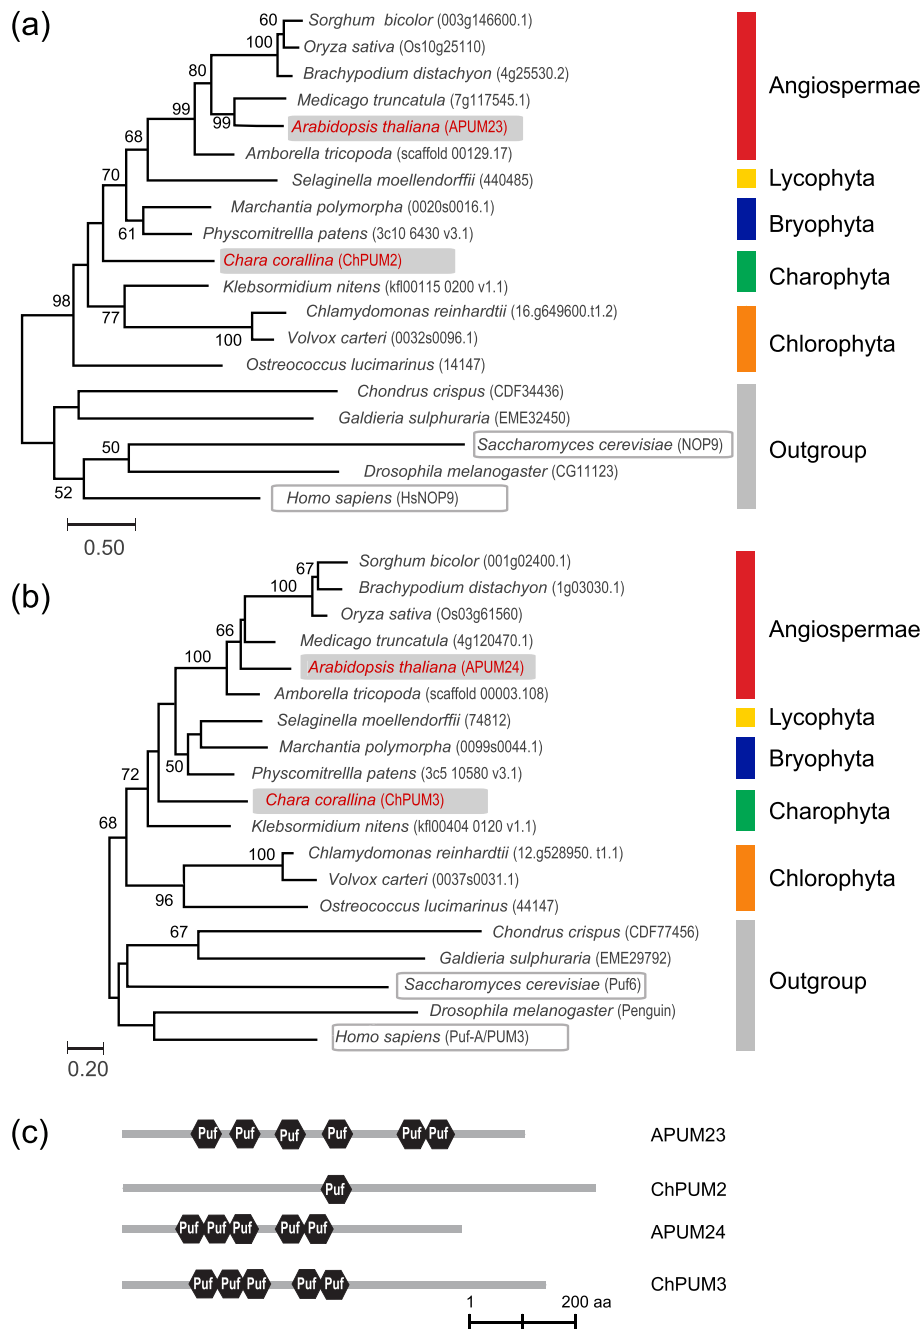 (a)
60
Sorghum bicolor (003g146600.1)
100
Oryza sativa (Os10g25110)
80
Brachypodium distachyon (4g25530.2)
Angiospermae
99
Medicago truncatula (7g117545.1)
99
Arabidopsis thaliana (APUM23)
68
Amborella tricopoda (scaffold 00129.17)
70
Selaginella moellendorffii (440485)
Lycophyta
Marchantia polymorpha (0020s0016.1)
Bryophyta
61
Physcomitrellla patens (3c10 6430 v3.1)
Chara corallina (ChPUM2)
Charophyta
98
Klebsormidium nitens (kfl00115 0200 v1.1)
77
Chlamydomonas reinhardtii (16.g649600.t1.2)
100
Volvox carteri (0032s0096.1)
Chlorophyta
Ostreococcus lucimarinus (14147)
Chondrus crispus (CDF34436)
Galdieria sulphuraria (EME32450)
50
Saccharomyces cerevisiae (NOP9)
Outgroup
Drosophila melanogaster (CG11123)
52
Homo sapiens (HsNOP9)
0.50
(b)
67
Sorghum bicolor (001g02400.1)
100
Brachypodium distachyon (1g03030.1)
Oryza sativa (Os03g61560)
Angiospermae
66
Medicago truncatula (4g120470.1)
100
Arabidopsis thaliana (APUM24)
Amborella tricopoda (scaffold 00003.108)
Selaginella moellendorffii (74812)
Lycophyta
Marchantia polymorpha (0099s0044.1)
Bryophyta
72
50
Physcomitrellla patens (3c5 10580 v3.1)
Chara corallina (ChPUM3)
Charophyta
68
Klebsormidium nitens (kfl00404 0120 v1.1)
100
Chlamydomonas reinhardtii (12.g528950. t1.1)
Volvox carteri (0037s0031.1)
Chlorophyta
96
Ostreococcus lucimarinus (44147)
67
Chondrus crispus (CDF77456)
Galdieria sulphuraria (EME29792)
Saccharomyces cerevisiae (Puf6)
Outgroup
Drosophila melanogaster (Penguin)
Homo sapiens (Puf-A/PUM3)
0.20
(c)
Puf Puf Puf Puf Puf Puf
APUM23
Puf
ChPUM2
Puf Puf Puf Puf Puf
APUM24
Puf Puf Puf Puf Puf
ChPUM3
1 200 aa